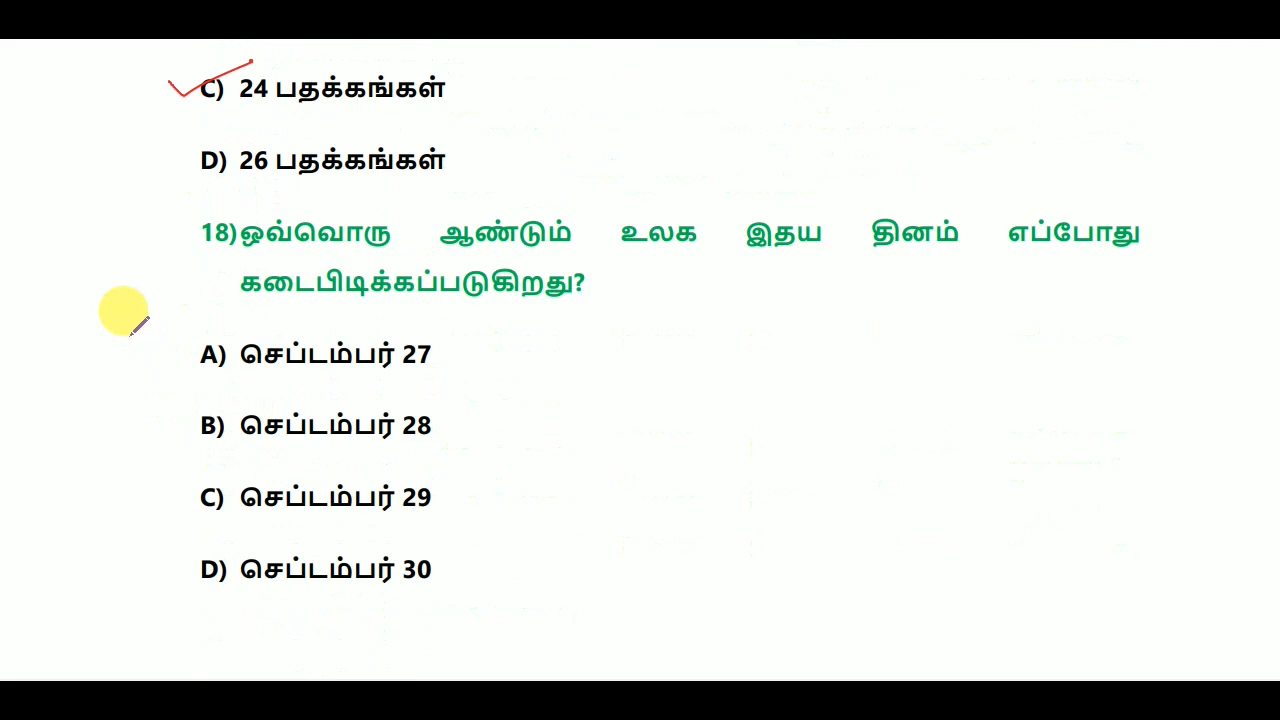 C) 24 பதக்கங்கள்
D) 26 பதக்கங்கள்
18)ஒவ்வொரு ஆண்டும் உலக இதய தினம் எப்போது
கடைபிடிக்கப்படுகிறது?
A) செப்டம்பர் 27
B) செப்டம்பர் 28
C) செப்டம்பர் 29
D) செப்டம்பர் 30